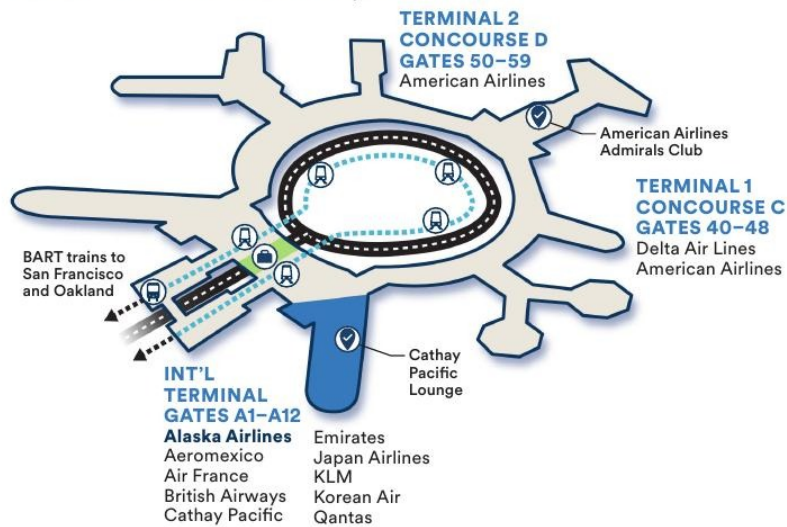 TERMINAL 2
CONCOURSE D
GATES 50–59
American Airlines
American Airlines
Admirals Club
TERMINAL 1
CONCOURSE C
GATES 40–48
Delta Air Lines
American Airlines
BART trains to
San Francisco
and Oakland
Cathay
Pacific
Lounge
INT'L
TERMINAL
GATES A1–A12
Alaska Airlines
Aeromexico
Air France
British Airways
Cathay Pacific
Emirates
Japan Airlines
KLM
Korean Air
Qantas